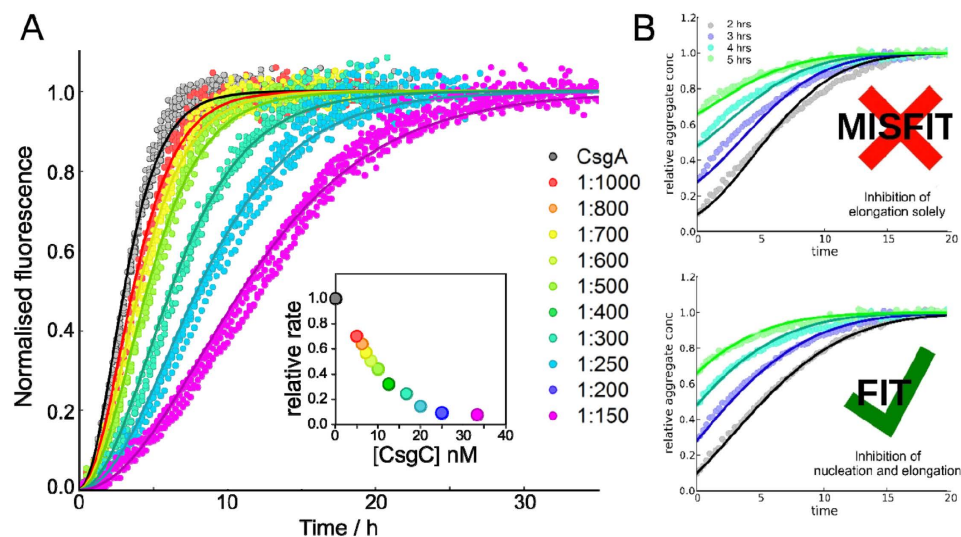 A
Normalised fluorescence
1.0
0.8
0.6
0.4
0.2
0.0
0
10
20
30
Time / h
relative rate
1.0
0.8
0.6
0.4
0.2
0.0
0
10
20
30
40
[CsgC] nM
CsgA
1:1000
1:800
1:700
1:600
1:500
1:400
1:300
1:250
1:200
1:150
B
relative aggregate conc
1.2
1.0
0.8
0.6
0.4
0.2
0.0
0
5
10
15
20
time
2 hrs
3 hrs
4 hrs
5 hrs
MISFIT
Inhibition of
elongation solely
relative aggregate conc
1.2
1.0
0.8
0.6
0.4
0.2
0.0
0
5
10
15
20
time
FIT
Inhibition of
nucleation and elongation